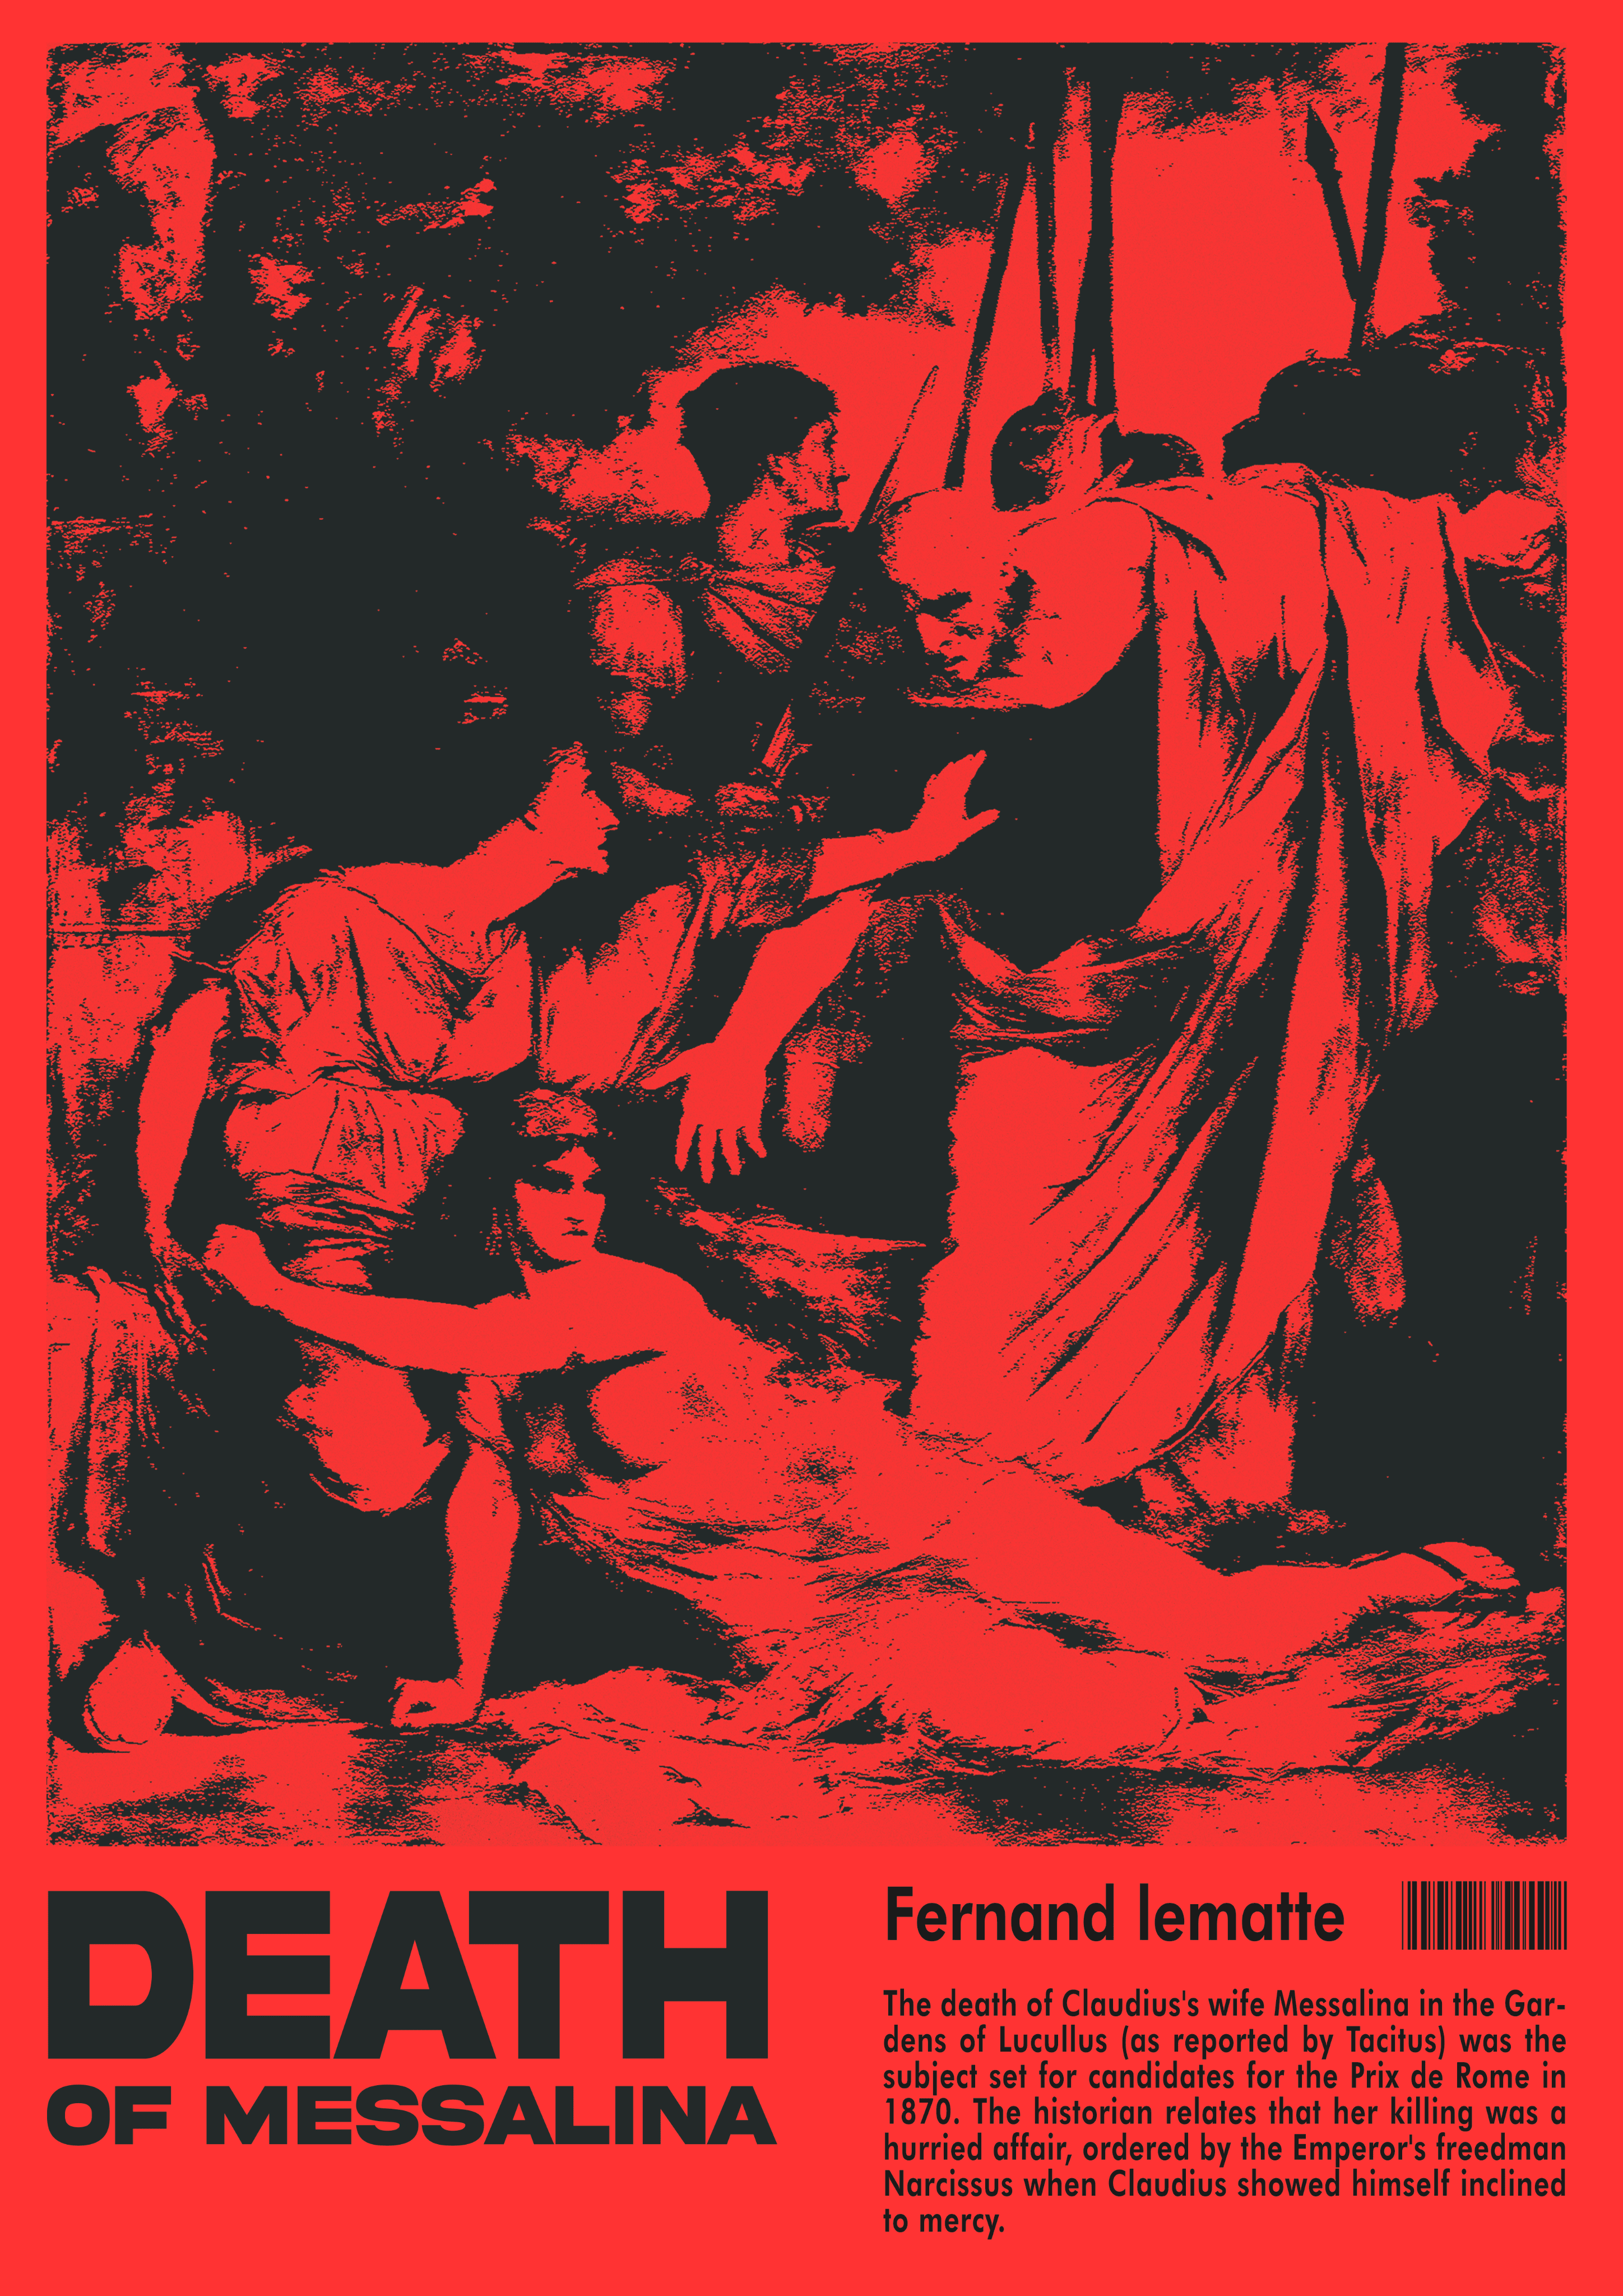 DEATH
OF MESSALINA
Fernand lematte
The death of Claudius's wife Messalina in the Gar-
dens of Lucullus (as reported by Tacitus) was the
subject set for candidates for the Prix de Rome in
1870. The historian relates that her killing was a
hurried affair, ordered by the Emperor's freedman
Narcissus when Claudius showed himself inclined
to mercy.